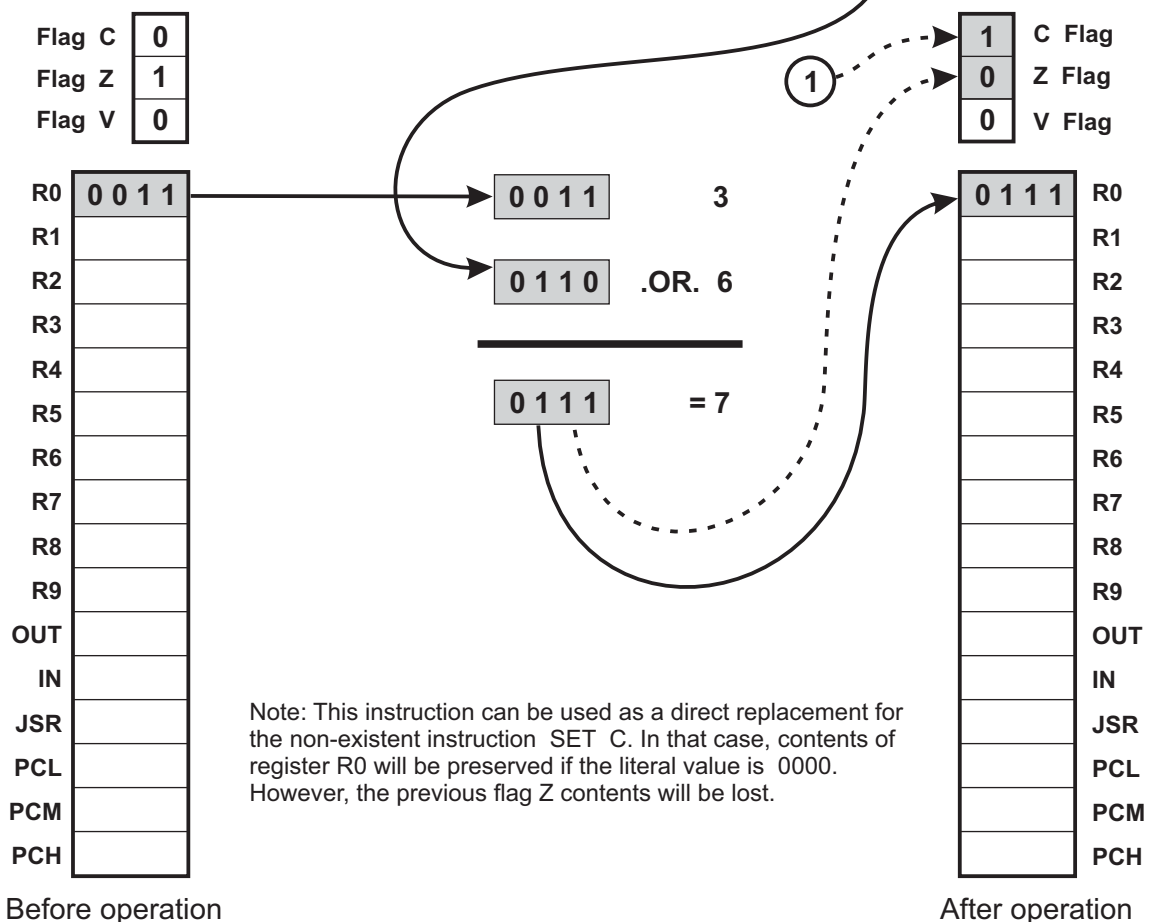 Flag C 0
Flag Z 1
Flag V 0
1
1 C Flag
0 Z Flag
0 V Flag
R0 0 0 1 1
R1
R2
R3
R4
R5
R6
R7
R8
R9
OUT
IN
JSR
PCL
PCM
PCH
Before operation
0 0 1 1 3
0 1 1 0 .OR. 6
0 1 1 1 = 7
Note: This instruction can be used as a direct replacement for
the non-existent instruction SET C. In that case, contents of
register R0 will be preserved if the literal value is 0000.
However, the previous flag Z contents will be lost.
0 1 1 1 R0
R1
R2
R3
R4
R5
R6
R7
R8
R9
OUT
IN
JSR
PCL
PCM
PCH
After operation